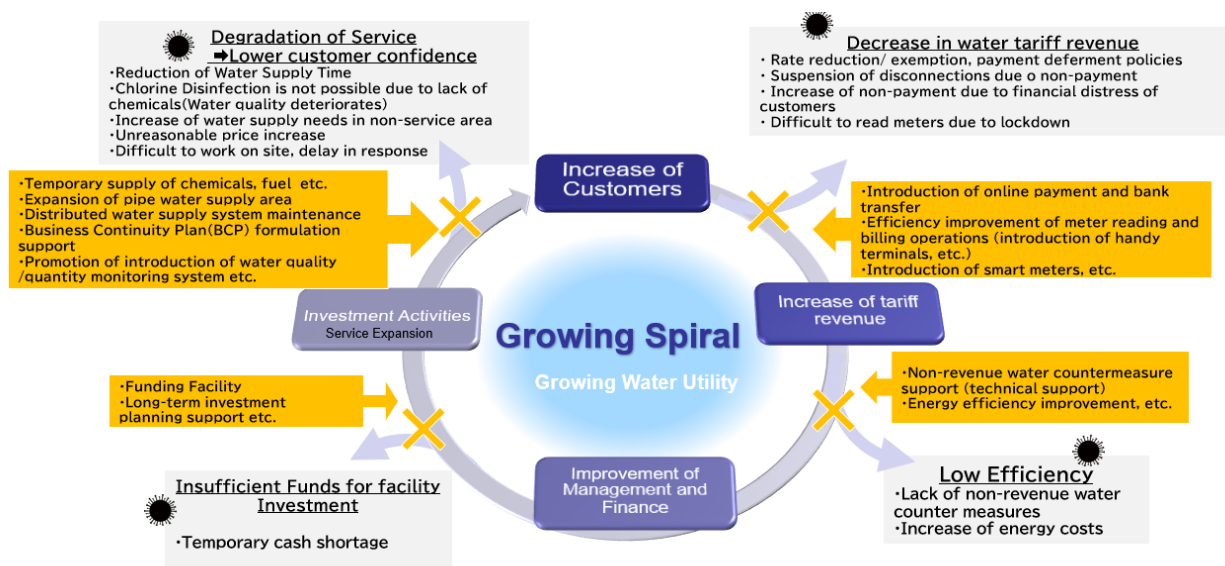 Degradation of Service
➡Lower customer confidence
・Reduction of Water Supply Time
・Chlorine Disinfection is not possible due to lack of
chemicals(Water quality deteriorates)
・Increase of water supply needs in non-service area
・Unreasonable price increase
・Difficult to work on site, delay in response
Decrease in water tariff revenue
・Rate reduction/ exemption, payment deferment policies
・Suspension of disconnections due o non-payment
・Increase of non-payment due to financial distress of
customers
・Difficult to read meters due to lockdown
Increase of
Customers
・Temporary supply of chemicals, fuel etc.
・Expansion of pipe water supply area
・Distributed water supply system maintenance
・Business Continuity Plan(BCP) formulation
support
・Promotion of introduction of water quality
/quantity monitoring system etc.
・Introduction of online payment and bank
transfer
・Efficiency improvement of meter reading and
billing operations (introduction of handy
terminals, etc.)
・Introduction of smart meters, etc.
Investment Activities
Service Expansion
Growing Spiral
Growing Water Utility
Increase of tariff
revenue
・Funding Facility
・Long-term investment
planning support etc.
・Non-revenue water countermeasure
support (technical support)
・Energy efficiency improvement, etc.
Insufficient Funds for facility
Investment
・Temporary cash shortage
Improvement of
Management and
Finance
Low Efficiency
・Lack of non-revenue water
counter measures
・Increase of energy costs